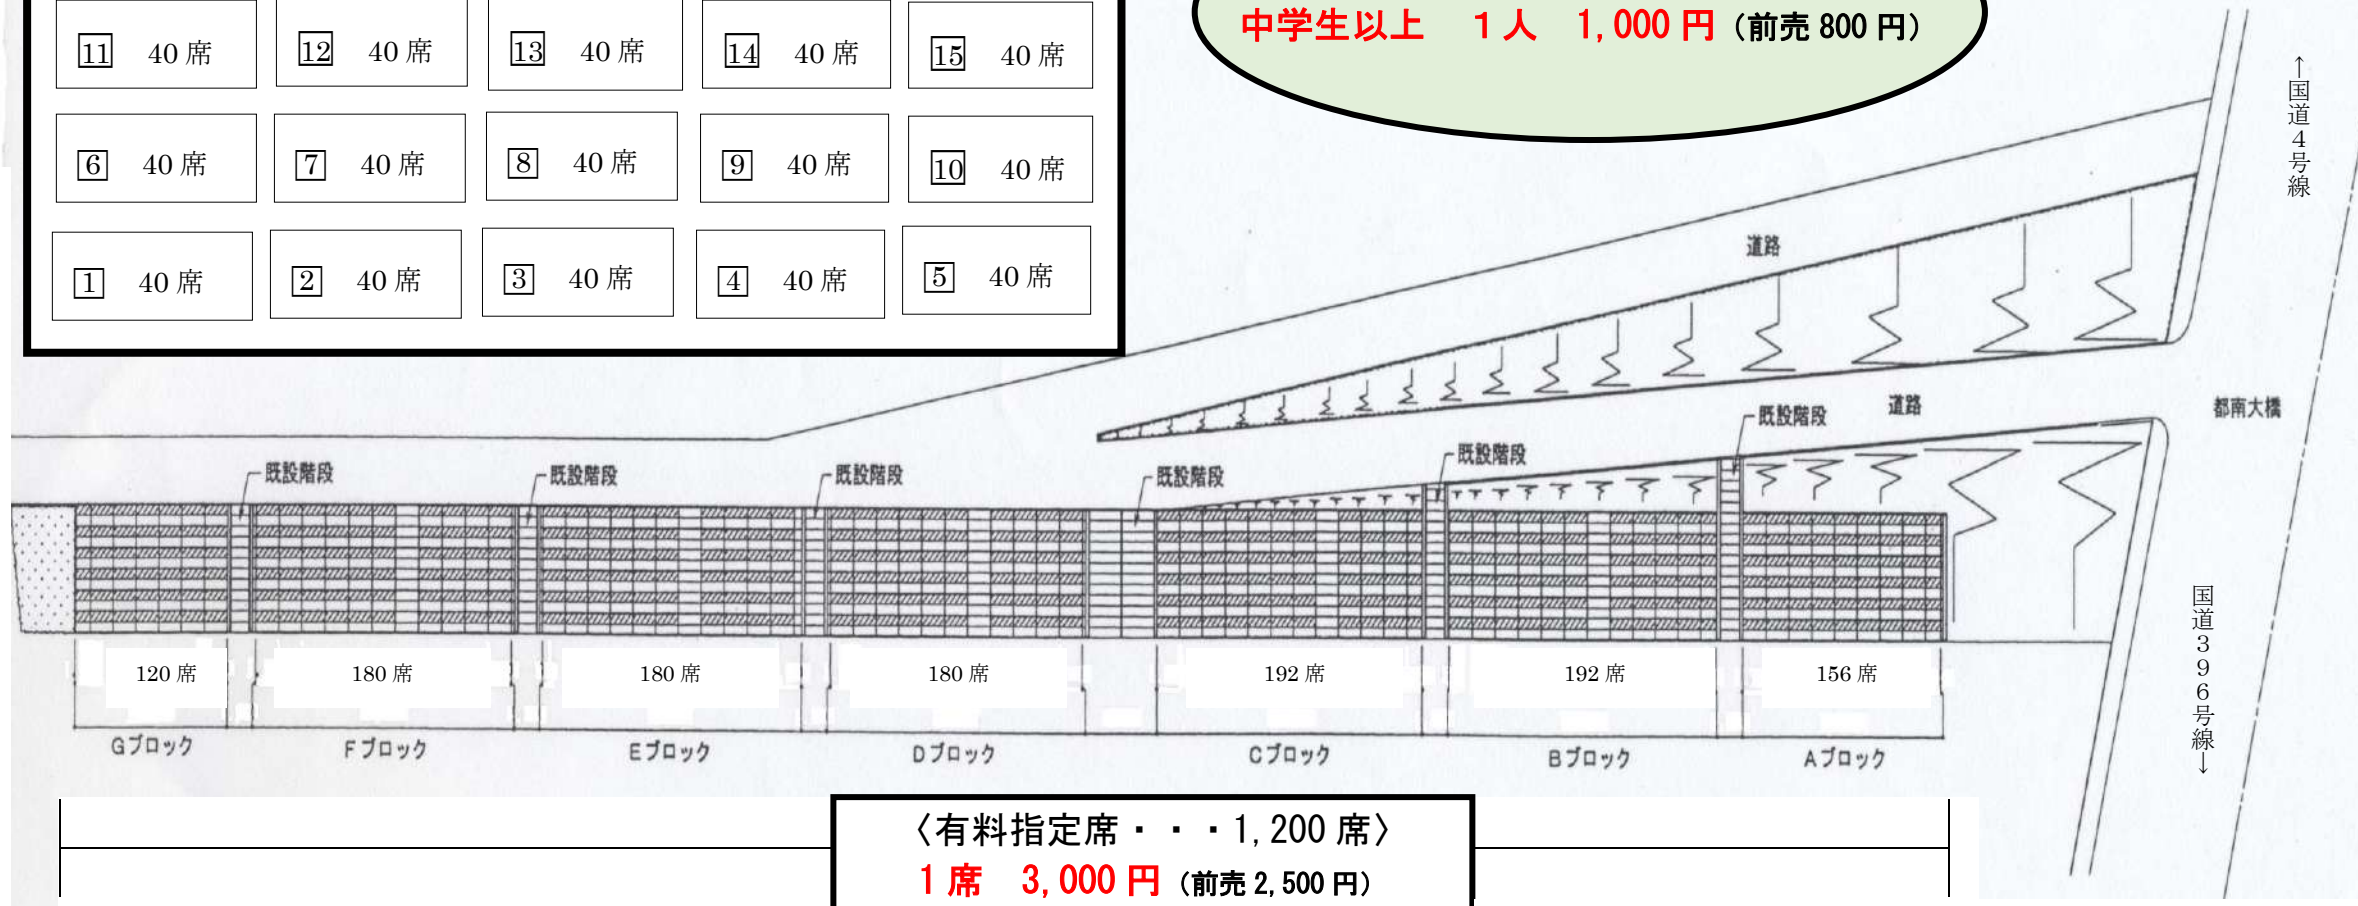 中学生以上　1人　1,000円（前売800円）
11　40席
12　40席
13　40席
14　40席
15　40席
6　40席
7　40席
8　40席
9　40席
10　40席
1　40席
2　40席
3　40席
4　40席
5　40席
↑国道4号線
道路
道路
都南大橋
既設階段
既設階段
既設階段
既設階段
既設階段
既設階段
国道396号線↓
120席
180席
180席
180席
192席
192席
156席
Gブロック
Fブロック
Eブロック
Dブロック
Cブロック
Bブロック
Aブロック
〈有料指定席・・・1,200席〉
1席　3,000円（前売2,500円）